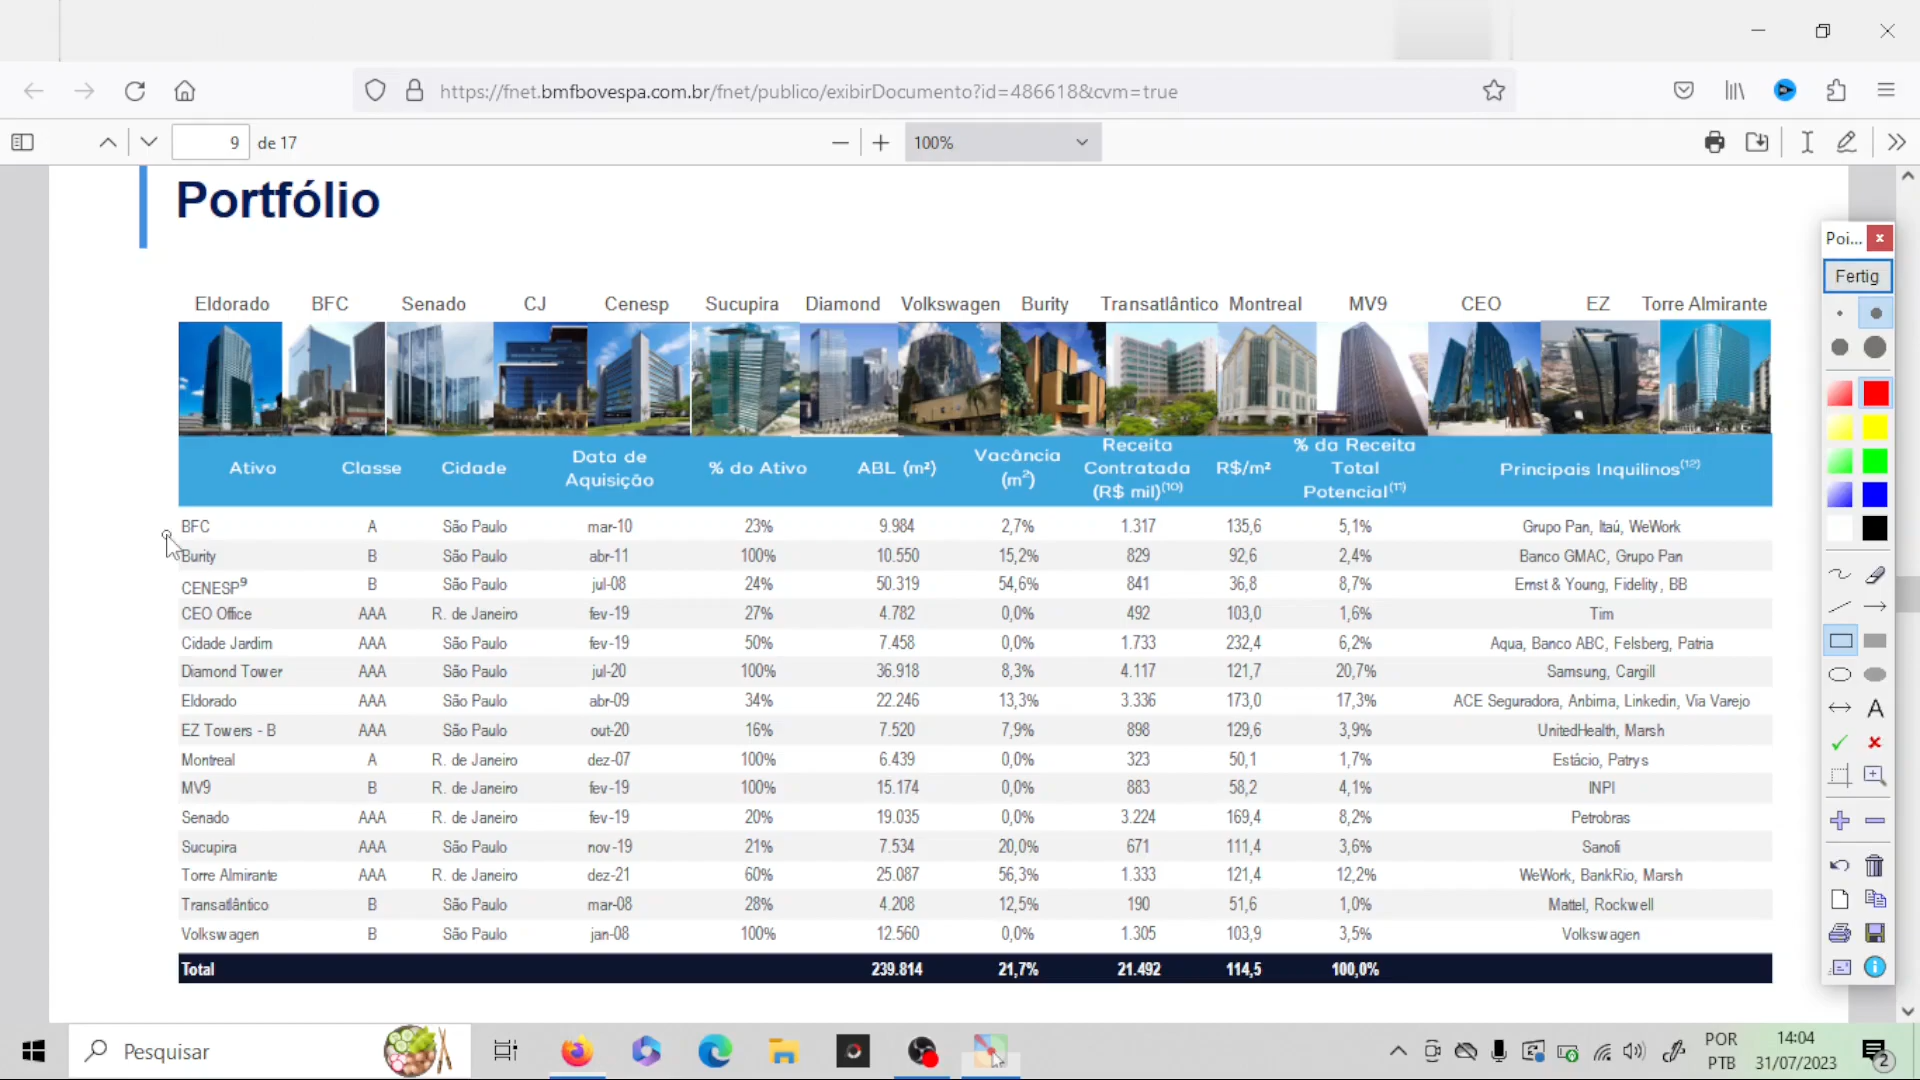 https://fnet.bmfbovespa.com.br/fnet/publico/exibirDocumento?id=486618&cvm=true
9 de 17
100%
Portfólio
Eldorado BFC Senado CJ Cenesp Sucupira Diamond Volkswagen Burity Transatlântico Montreal MV9 CEO EZ Torre Almirante
Ativo Classe Cidade Data de Aquisição % do Ativo ABL (m²) Vacância (m²) Receita Contratada (R$ mil)(10) R$/m² % da Receita Total Potencial(11) Principais Inquilinos(12)
BFC A São Paulo mar-10 23% 9.984 2,7% 1.317 135,6 5,1% Grupo Pan, Itaú, WeWork
Burity B São Paulo abr-11 100% 10.550 15,2% 829 92,6 2,4% Banco GMAC, Grupo Pan
CENESP⁹ B São Paulo jul-08 24% 50.319 54,6% 841 36,8 8,7% Ernst & Young, Fidelity, BB
CEO Office AAA R. de Janeiro fev-19 27% 4.782 0,0% 492 103,0 1,6% Tim
Cidade Jardim AAA São Paulo fev-19 50% 7.458 0,0% 1.733 232,4 6,2% Aqua, Banco ABC, Felsberg, Patria
Diamond Tower AAA São Paulo jul-20 100% 36.918 8,3% 4.117 121,7 20,7% Samsung, Cargill
Eldorado AAA São Paulo abr-09 34% 22.246 13,3% 3.336 173,0 17,3% ACE Seguradora, Anbima, Linkedin, Via Varejo
EZ Towers - B AAA São Paulo out-20 16% 7.520 7,9% 898 129,6 3,9% UnitedHealth, Marsh
Montreal A R. de Janeiro dez-07 100% 6.439 0,0% 323 50,1 1,7% Estácio, Patrys
MV9 B R. de Janeiro fev-19 100% 15.174 0,0% 883 58,2 4,1% INPI
Senado AAA R. de Janeiro fev-19 20% 19.035 0,0% 3.224 169,4 8,2% Petrobras
Sucupira AAA São Paulo nov-19 21% 7.534 20,0% 671 111,4 3,6% Sanofi
Torre Almirante AAA R. de Janeiro dez-21 60% 25.087 56,3% 1.333 121,4 12,2% WeWork, BankRio, Marsh
Transatlântico B São Paulo mar-08 28% 4.208 12,5% 190 51,6 1,0% Mattel, Rockwell
Volkswagen B São Paulo jan-08 100% 12.560 0,0% 1.305 103,9 3,5% Volkswagen
Total 239.814 21,7% 21.492 114,5 100,0%
Poi...
Fertig
A
Pesquisar
POR
PTB
14:04
31/07/2023
2